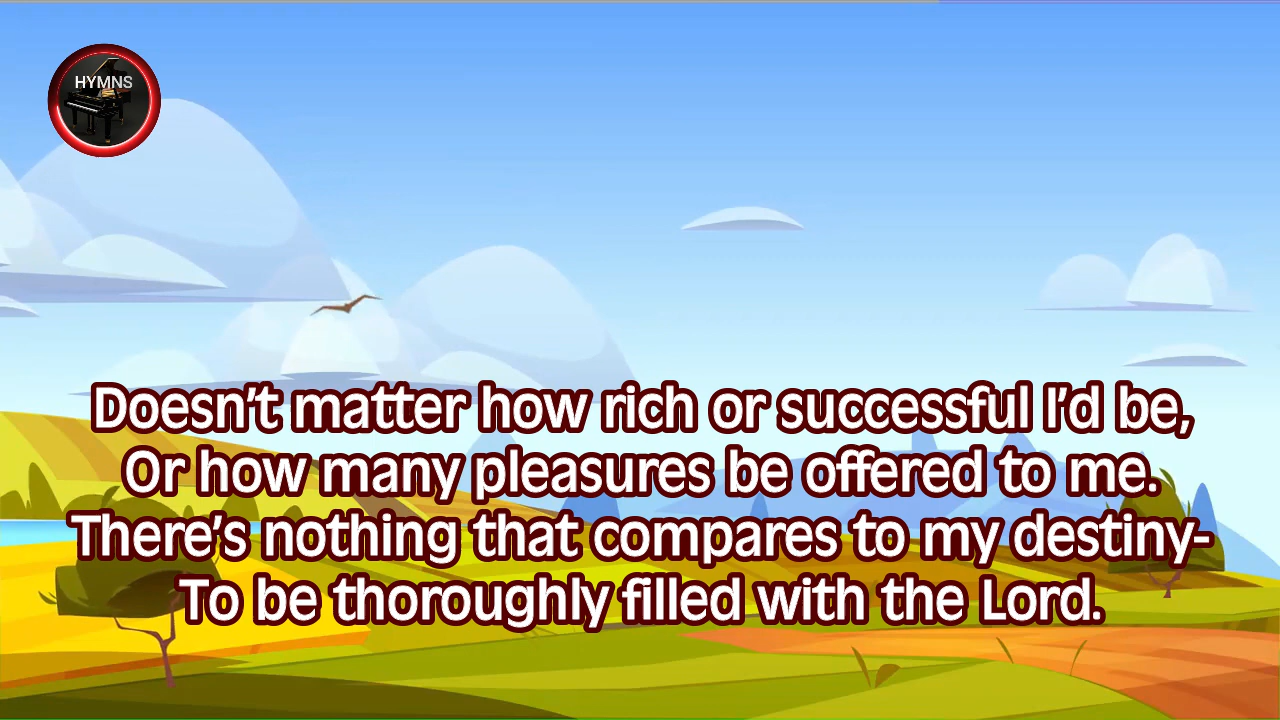 HYMNS
Doesn’t matter how rich or successful I’d be,
Or how many pleasures be offered to me.
There’s nothing that compares to my destiny-
To be thoroughly filled with the Lord.